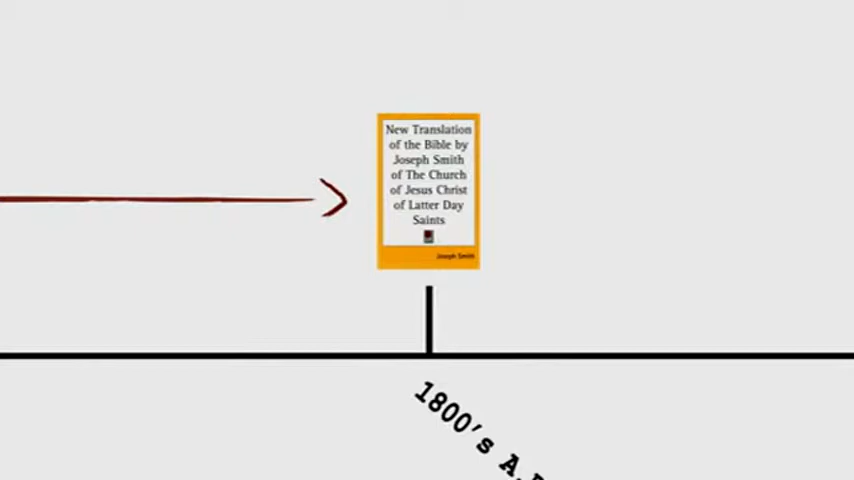 New Translation
of the Bible by
Joseph Smith
of The Church
of Jesus Christ
of Latter Day
Saints
Joseph Smith
1800's A.